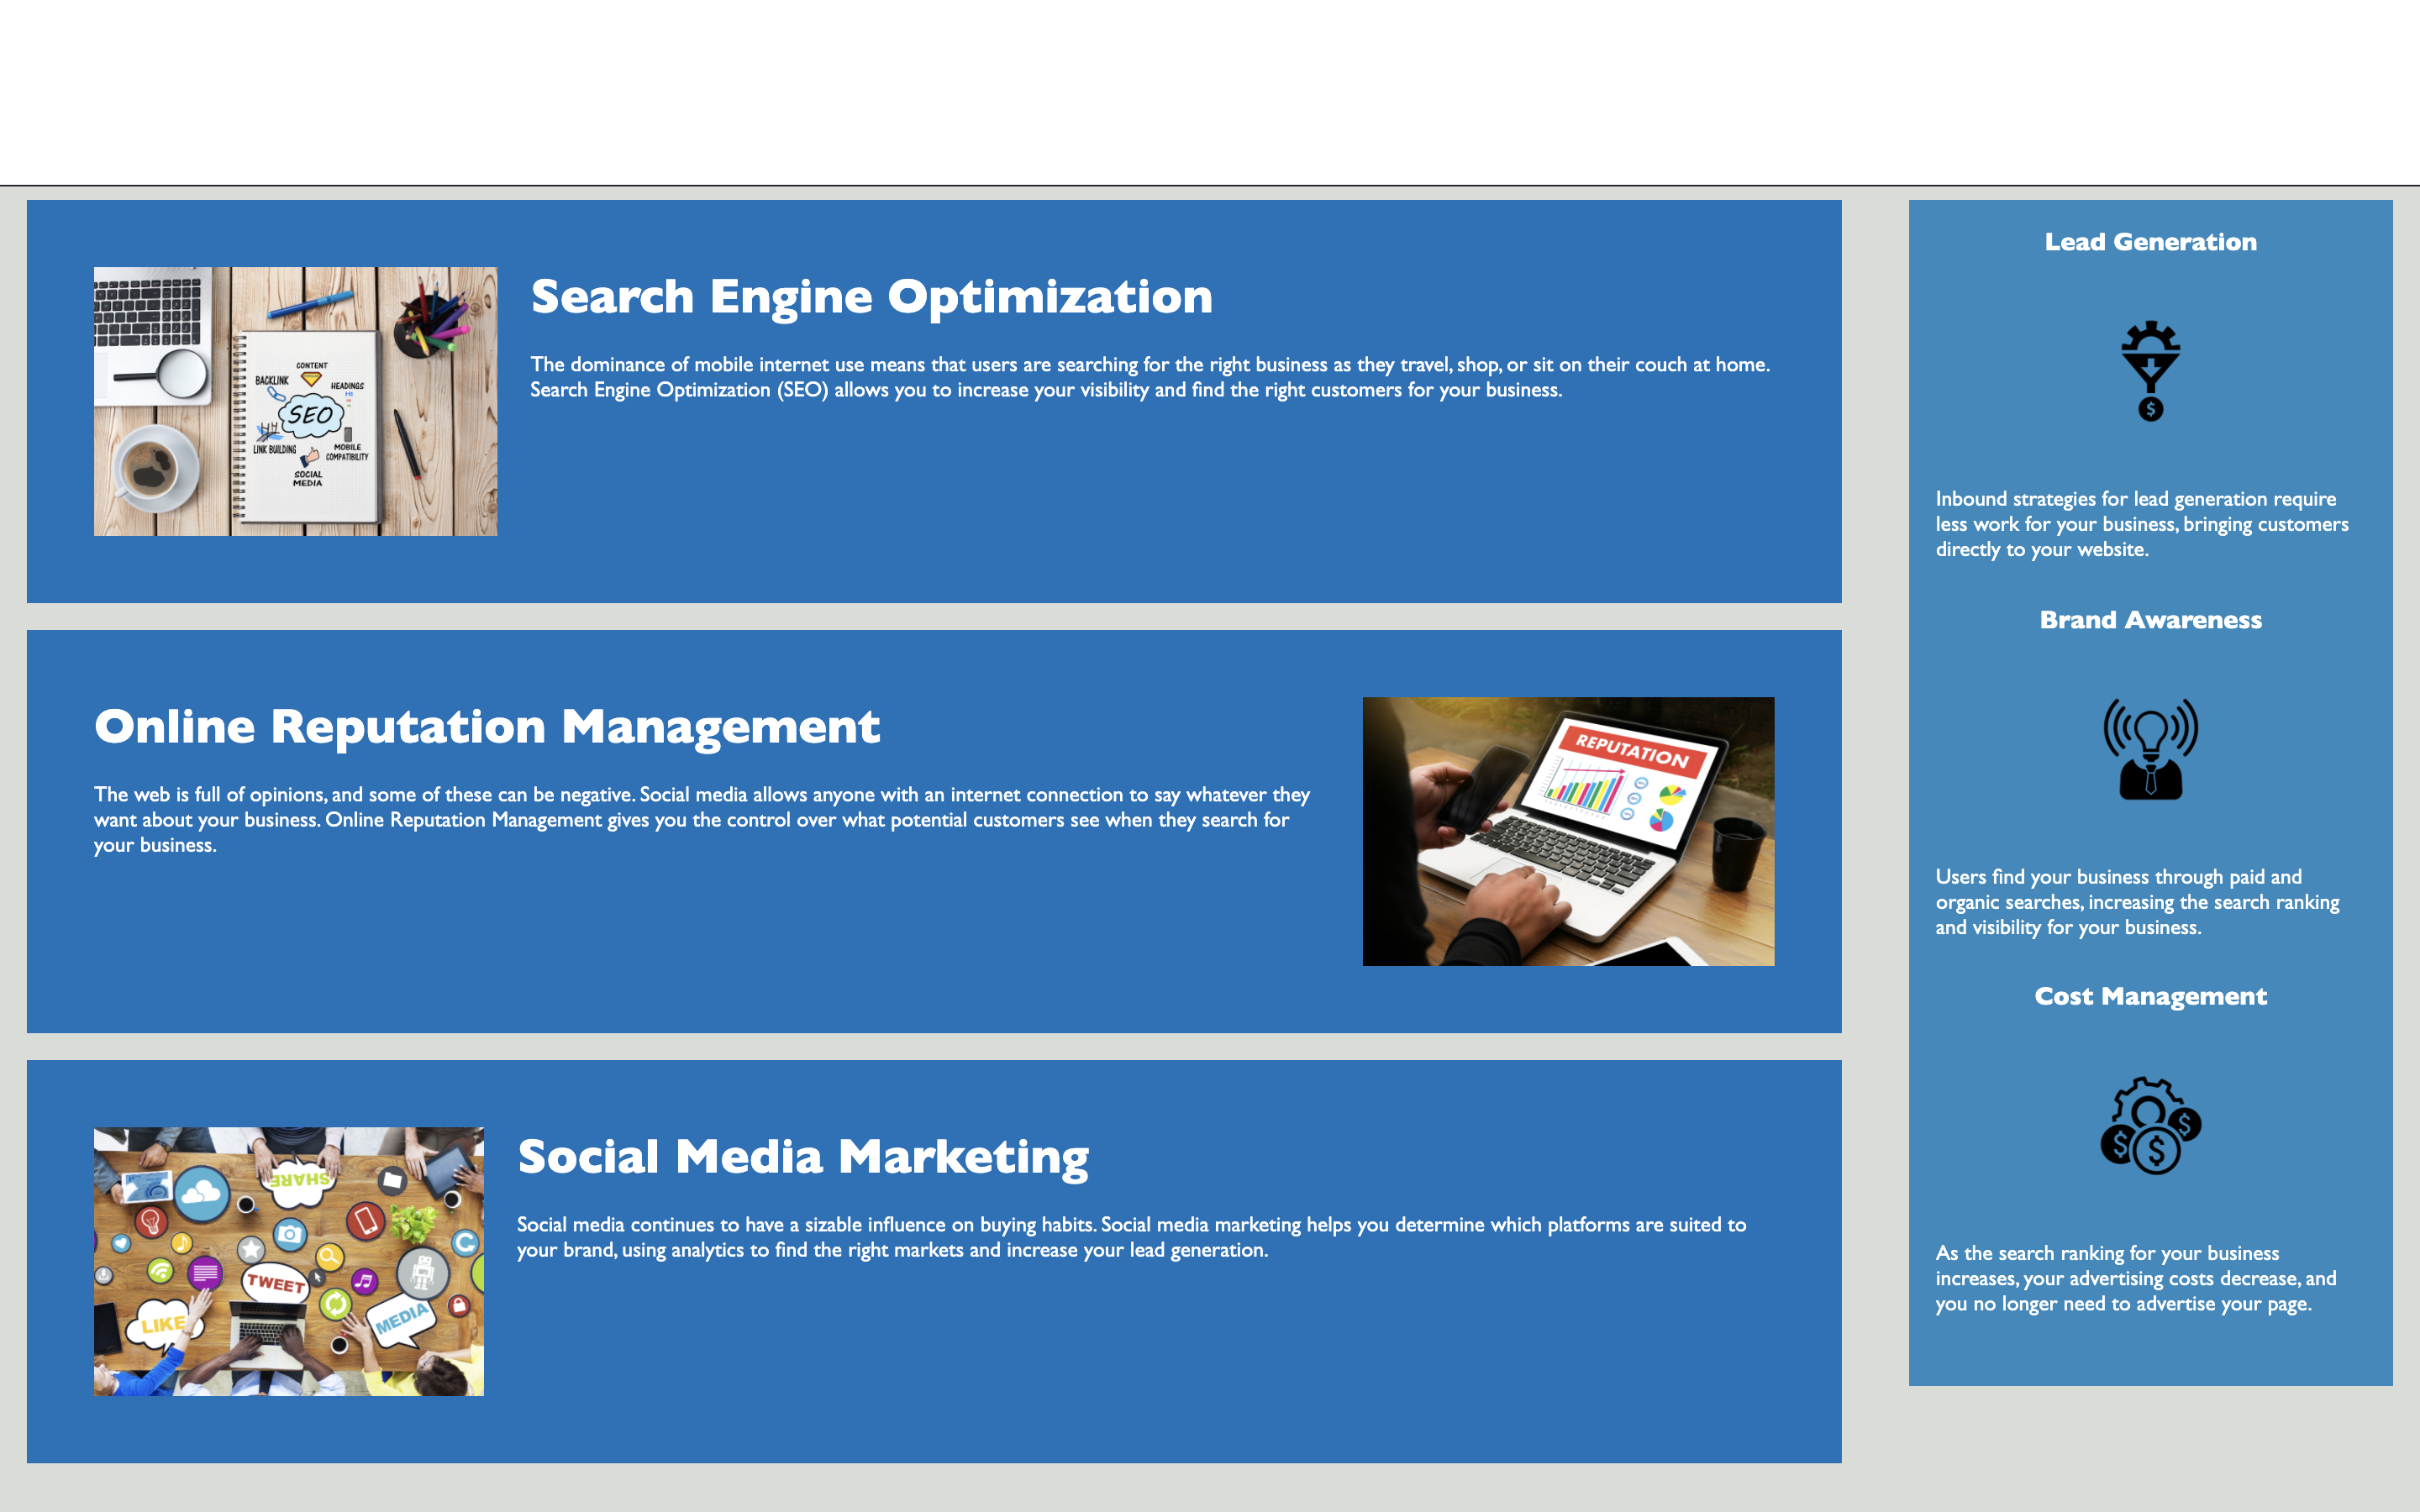 CONTENT
BACKLINK
HEADINGS
H1
SEO
LINK BUILDING
MOBILE
COMPATIBILITY
SOCIAL
MEDIA
Search Engine Optimization
The dominance of mobile internet use means that users are searching for the right business as they travel, shop, or sit on their couch at home.
Search Engine Optimization (SEO) allows you to increase your visibility and find the right customers for your business.
Online Reputation Management
The web is full of opinions, and some of these can be negative. Social media allows anyone with an internet connection to say whatever they
want about your business. Online Reputation Management gives you the control over what potential customers see when they search for
your business.
REPUTATION
SHARE
TWEET
LIKE
MEDIA
Social Media Marketing
Social media continues to have a sizable influence on buying habits. Social media marketing helps you determine which platforms are suited to
your brand, using analytics to find the right markets and increase your lead generation.
Lead Generation
$
Inbound strategies for lead generation require
less work for your business, bringing customers
directly to your website.
Brand Awareness
Users find your business through paid and
organic searches, increasing the search ranking
and visibility for your business.
Cost Management
$ $ $
As the search ranking for your business
increases, your advertising costs decrease, and
you no longer need to advertise your page.